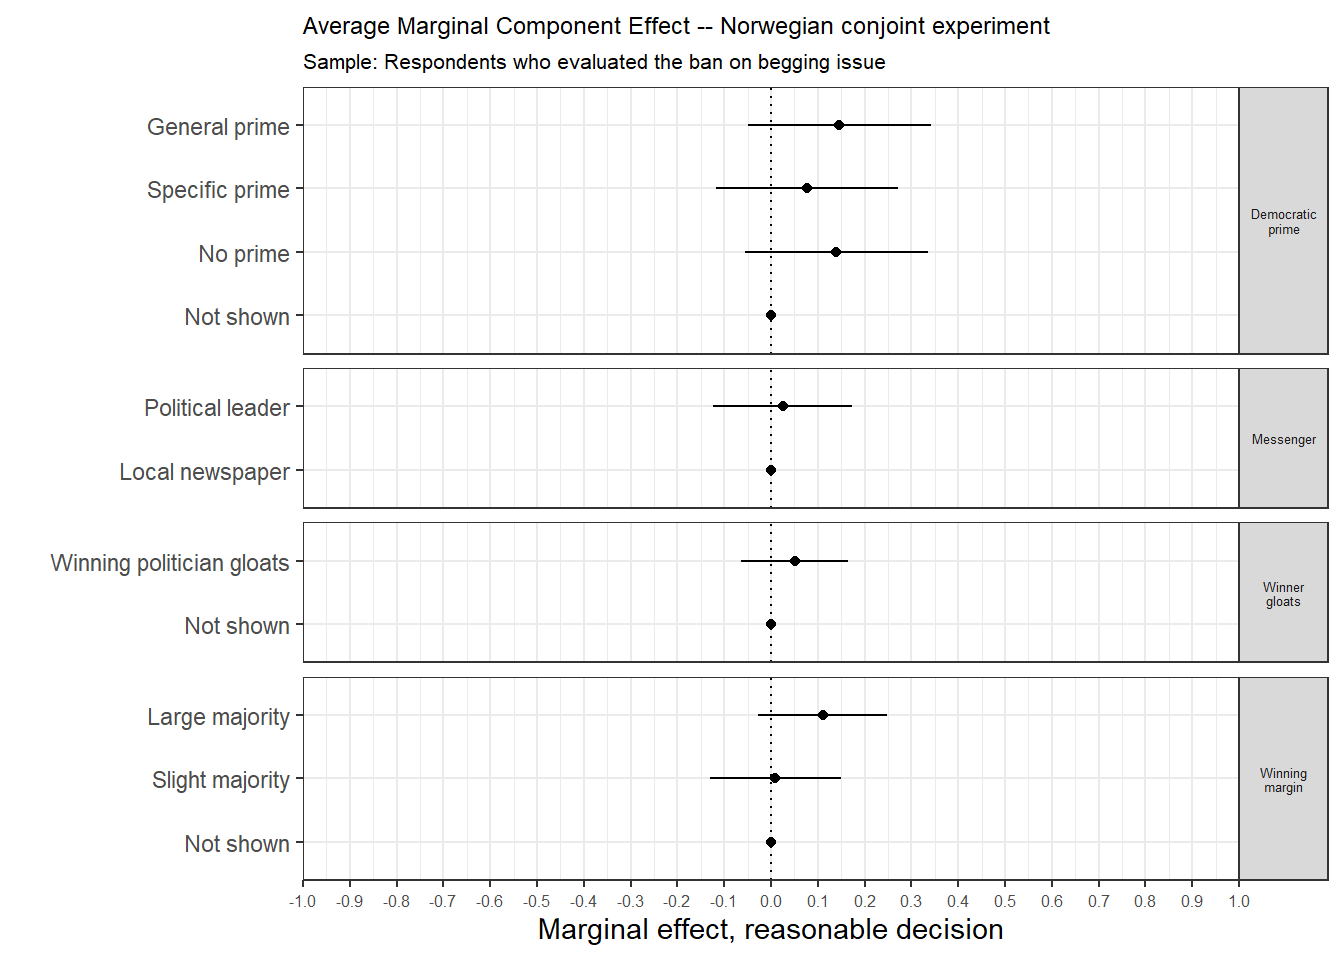 Average Marginal Component Effect -- Norwegian conjoint experiment
Sample: Respondents who evaluated the ban on begging issue
General prime
Specific prime
No prime
Not shown
Democratic
prime
Political leader
Local newspaper
Messenger
Winning politician gloats
Not shown
Winner
gloats
Large majority
Slight majority
Not shown
Winning
margin
-1.0 -0.9 -0.8 -0.7 -0.6 -0.5 -0.4 -0.3 -0.2 -0.1 0.0 0.1 0.2 0.3 0.4 0.5 0.6 0.7 0.8 0.9 1.0
Marginal effect, reasonable decision